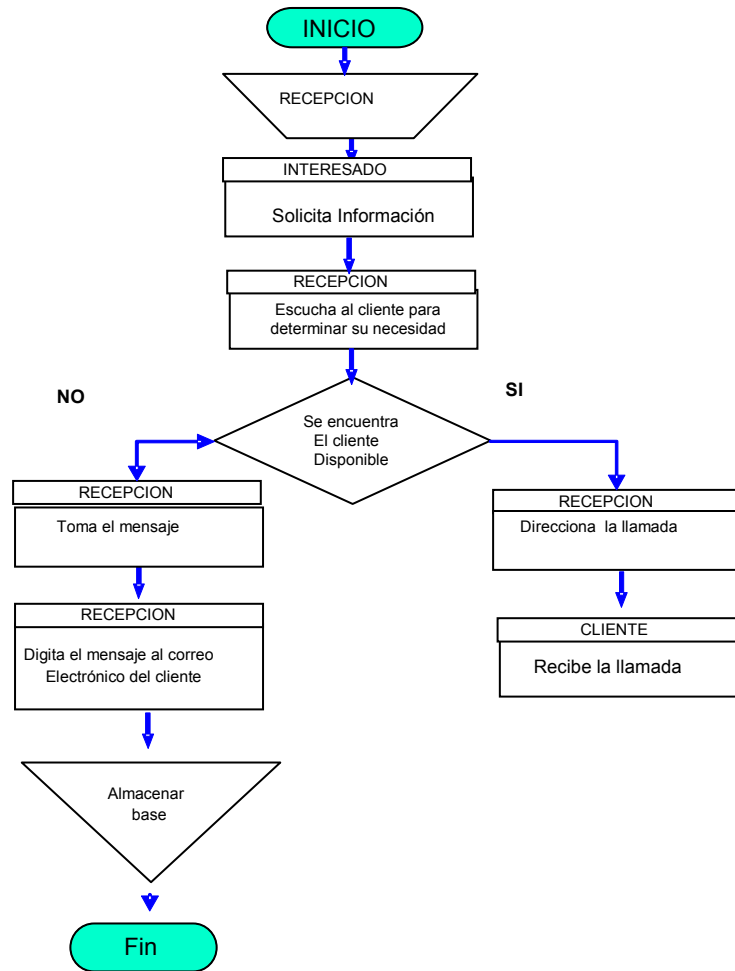 INICIO
RECEPCION
INTERESADO
Solicita Información
RECEPCION
Escucha al cliente para
determinar su necesidad
NO
SI
Se encuentra
El cliente
Disponible
RECEPCION
Toma el mensaje
RECEPCION
Direcciona la llamada
RECEPCION
Digita el mensaje al correo
Electrónico del cliente
CLIENTE
Recibe la llamada
Almacenar
base
Fin